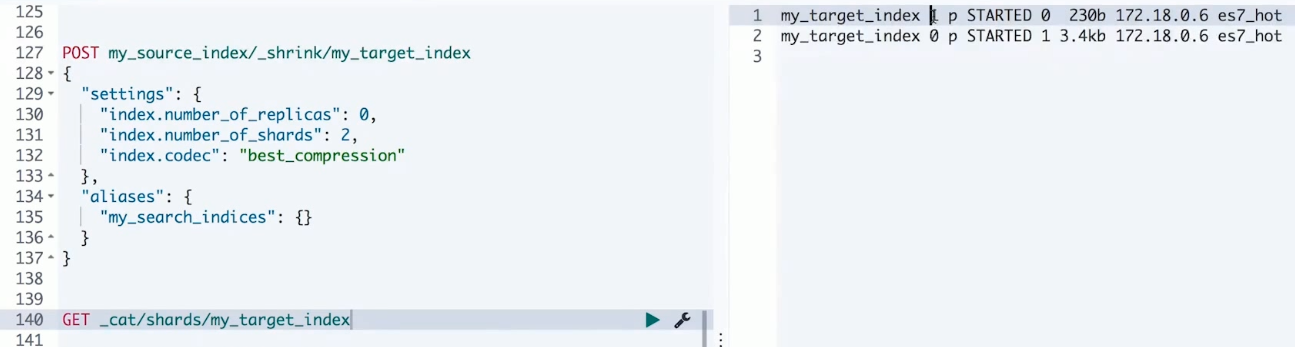 125
126
127 POST my_source_index/_shrink/my_target_index
128 {
129 "settings": {
130 "index.number_of_replicas": 0,
131 "index.number_of_shards": 2,
132 "index.codec": "best_compression"
133 },
134 "aliases": {
135 "my_search_indices": {}
136 }
137 }
138
139
140 GET _cat/shards/my_target_index
141
1 my_target_index 1 p STARTED 0 230b 172.18.0.6 es7_hot
2 my_target_index 0 p STARTED 1 3.4kb 172.18.0.6 es7_hot
3